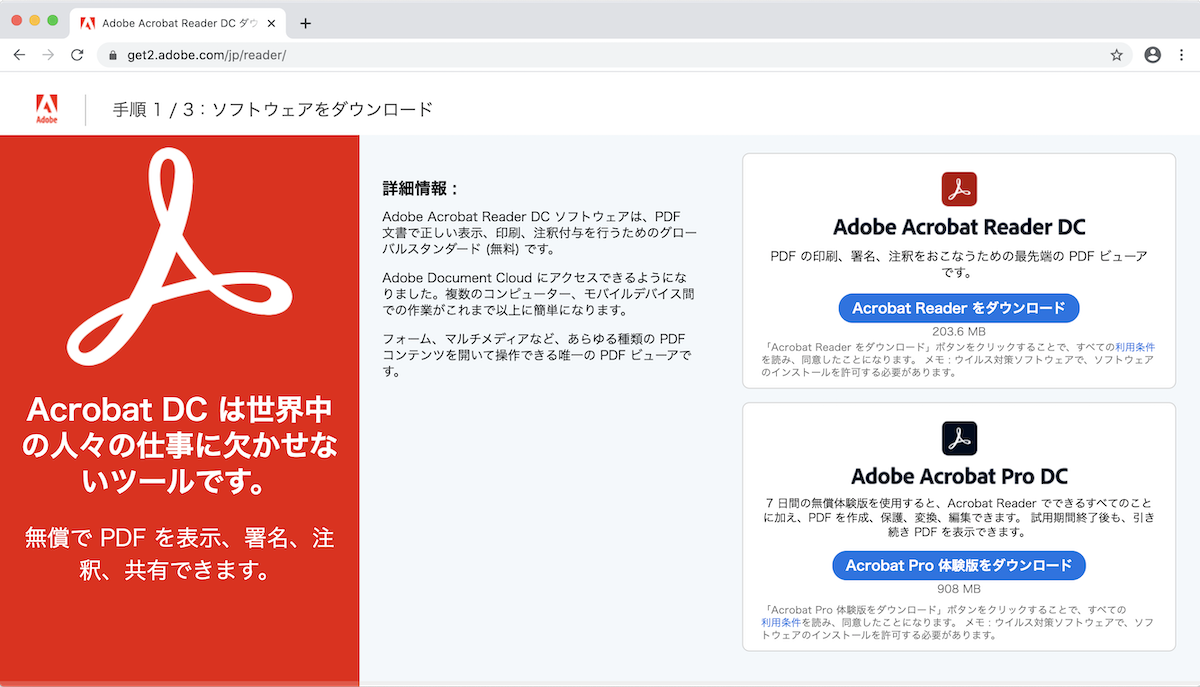 Adobe Acrobat Reader DC ダウ
get2.adobe.com/jp/reader/
Adobe
手順 1 / 3：ソフトウェアをダウンロード
Acrobat DC は世界中
の人々の仕事に欠かせな
いツールです。
無償で PDF を表示、署名、注
釈、共有できます。
詳細情報：
Adobe Acrobat Reader DC ソフトウェアは、PDF
文書で正しい表示、印刷、注釈付与を行うためのグロー
バルスタンダード (無料) です。
Adobe Document Cloud にアクセスできるようにな
りました。複数のコンピューター、モバイルデバイス間
での作業がこれまで以上に簡単になります。
フォーム、マルチメディアなど、あらゆる種類の PDF
コンテンツを開いて操作できる唯一の PDF ビューアで
す。
Adobe Acrobat Reader DC
PDF の印刷、署名、注釈をおこなうための最先端の PDF ビューア
です。
Acrobat Reader をダウンロード
203.6 MB
「Acrobat Reader をダウンロード」ボタンをクリックすることで、すべての利用条件
を読み、同意したことになります。 メモ：ウイルス対策ソフトウェアで、ソフトウェア
のインストールを許可する必要があります。
Adobe Acrobat Pro DC
7 日間の無償体験版を使用すると、Acrobat Reader でできるすべてのこと
に加え、PDF を作成、保護、変換、編集できます。 試用期間終了後も、引き
続き PDF を表示できます。
Acrobat Pro 体験版をダウンロード
908 MB
「Acrobat Pro 体験版をダウンロード」ボタンをクリックすることで、すべての
利用条件を読み、同意したことになります。 メモ：ウイルス対策ソフトウェアで、ソフ
トウェアのインストールを許可する必要があります。